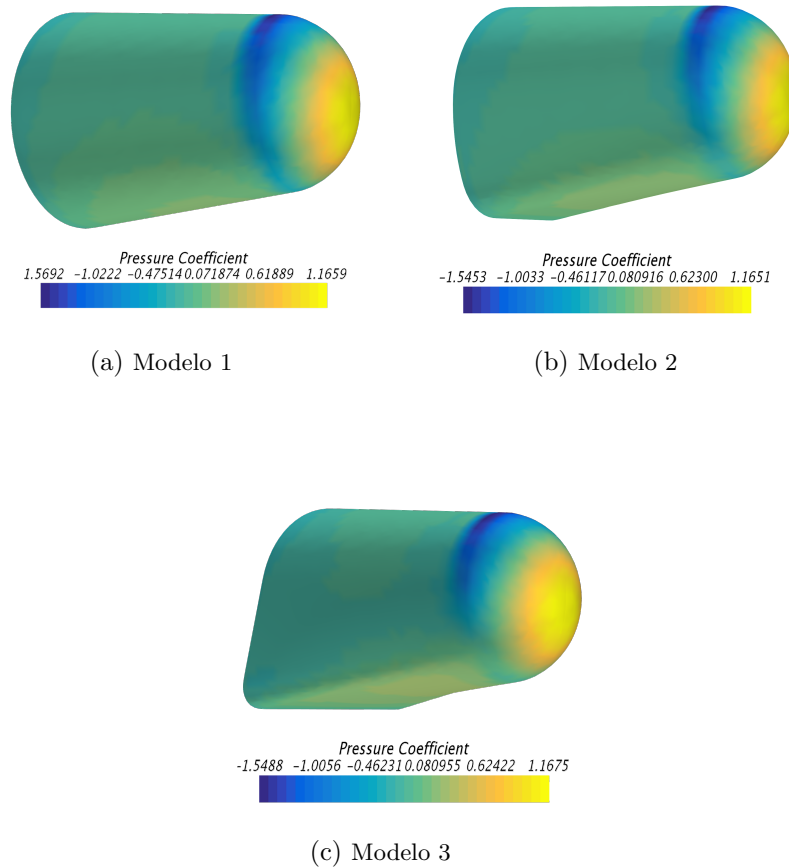 Pressure Coefficient
1.5692 -1.0222 -0.47514 0.071874 0.61889 1.1659
(a) Modelo 1
Pressure Coefficient
-1.5453 -1.0033 -0.46117 0.080916 0.62300 1.1651
(b) Modelo 2
Pressure Coefficient
-1.5488 -1.0056 -0.46231 0.080955 0.62422 1.1675
(c) Modelo 3